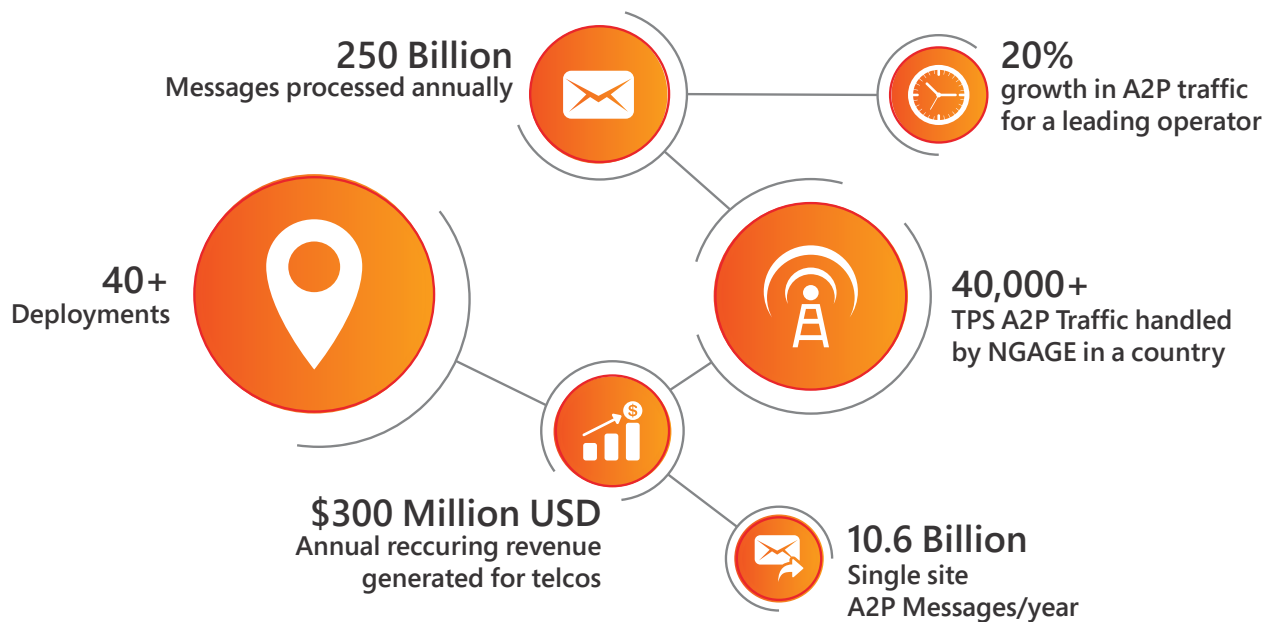 250 Billion
Messages processed annually
20%
growth in A2P traffic
for a leading operator
40+
Deployments
40,000+
TPS A2P Traffic handled
by NGAGE in a country
$
$300 Million USD
Annual reccuring revenue
generated for telcos
10.6 Billion
Single site
A2P Messages/year